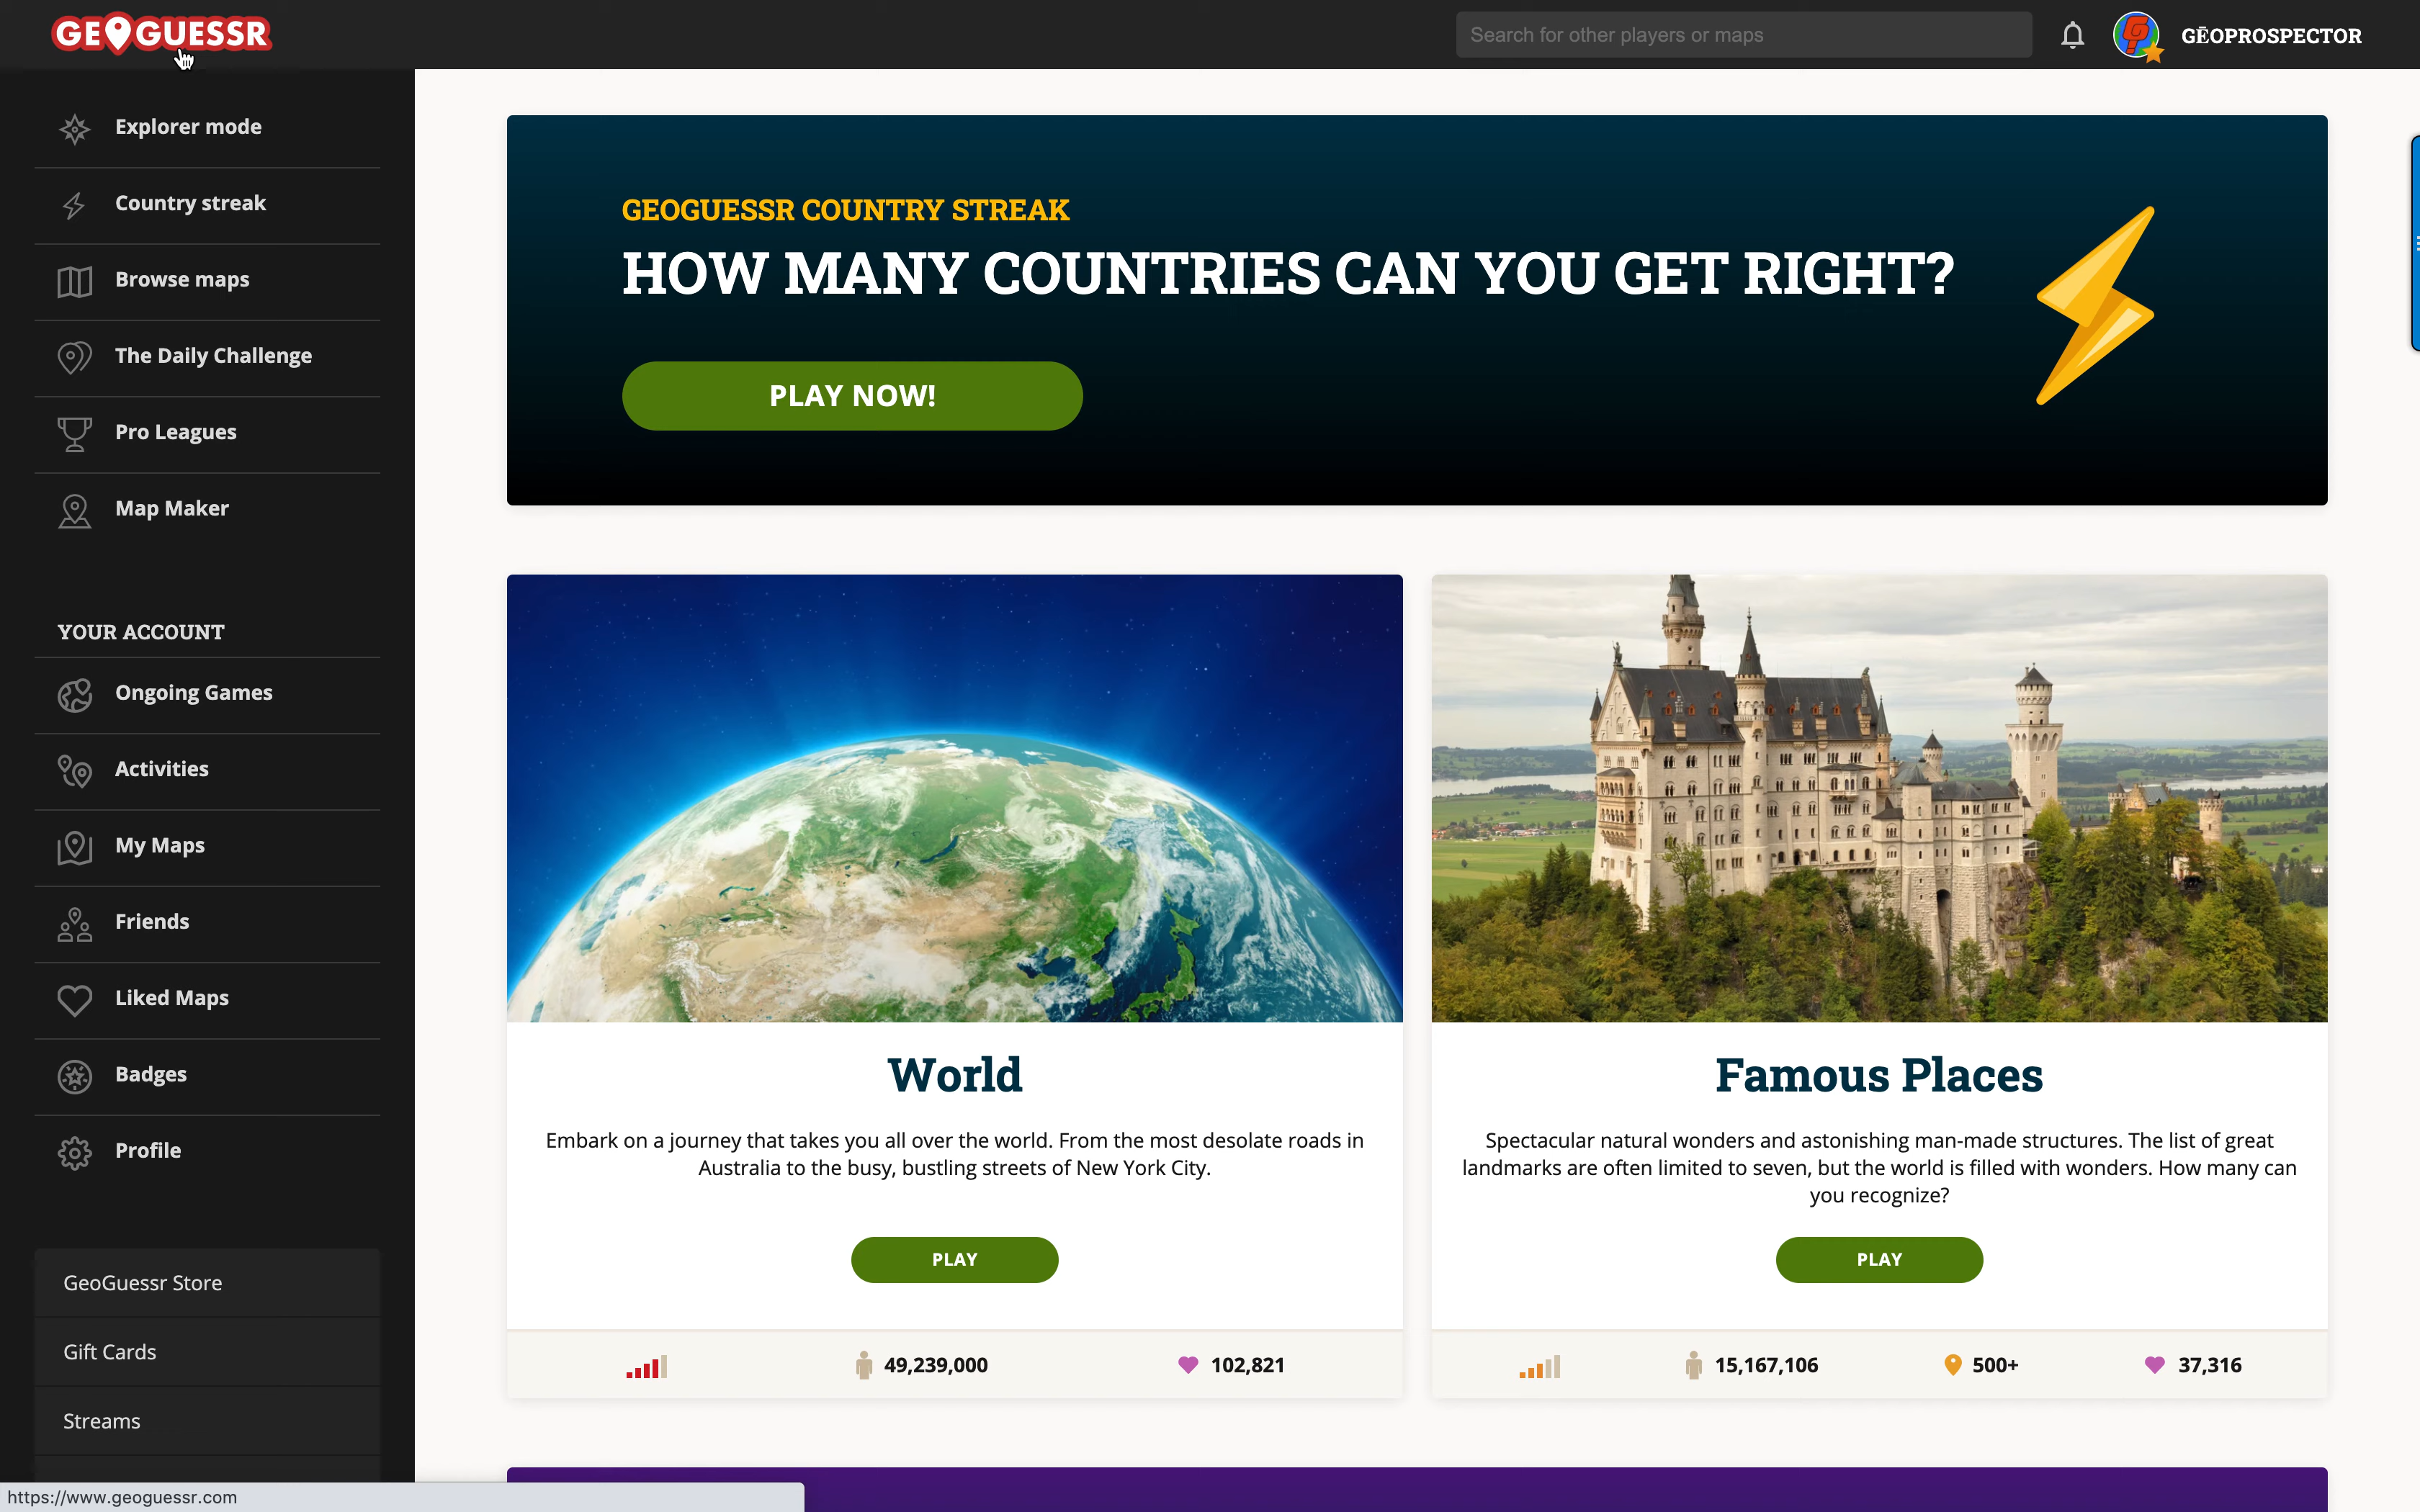 GEOGUESSR
Search for other players or maps
GĒOPROSPECTOR
Explorer mode
Country streak
Browse maps
The Daily Challenge
Pro Leagues
Map Maker
YOUR ACCOUNT
Ongoing Games
Activities
My Maps
Friends
Liked Maps
Badges
Profile
GeoGuessr Store
Gift Cards
Streams
https://www.geoguessr.com
GEOGUESSR COUNTRY STREAK
HOW MANY COUNTRIES CAN YOU GET RIGHT?
PLAY NOW!
World
Embark on a journey that takes you all over the world. From the most desolate roads in
Australia to the busy, bustling streets of New York City.
PLAY
49,239,000
102,821
Famous Places
Spectacular natural wonders and astonishing man-made structures. The list of great
landmarks are often limited to seven, but the world is filled with wonders. How many can
you recognize?
PLAY
15,167,106
500+
37,316